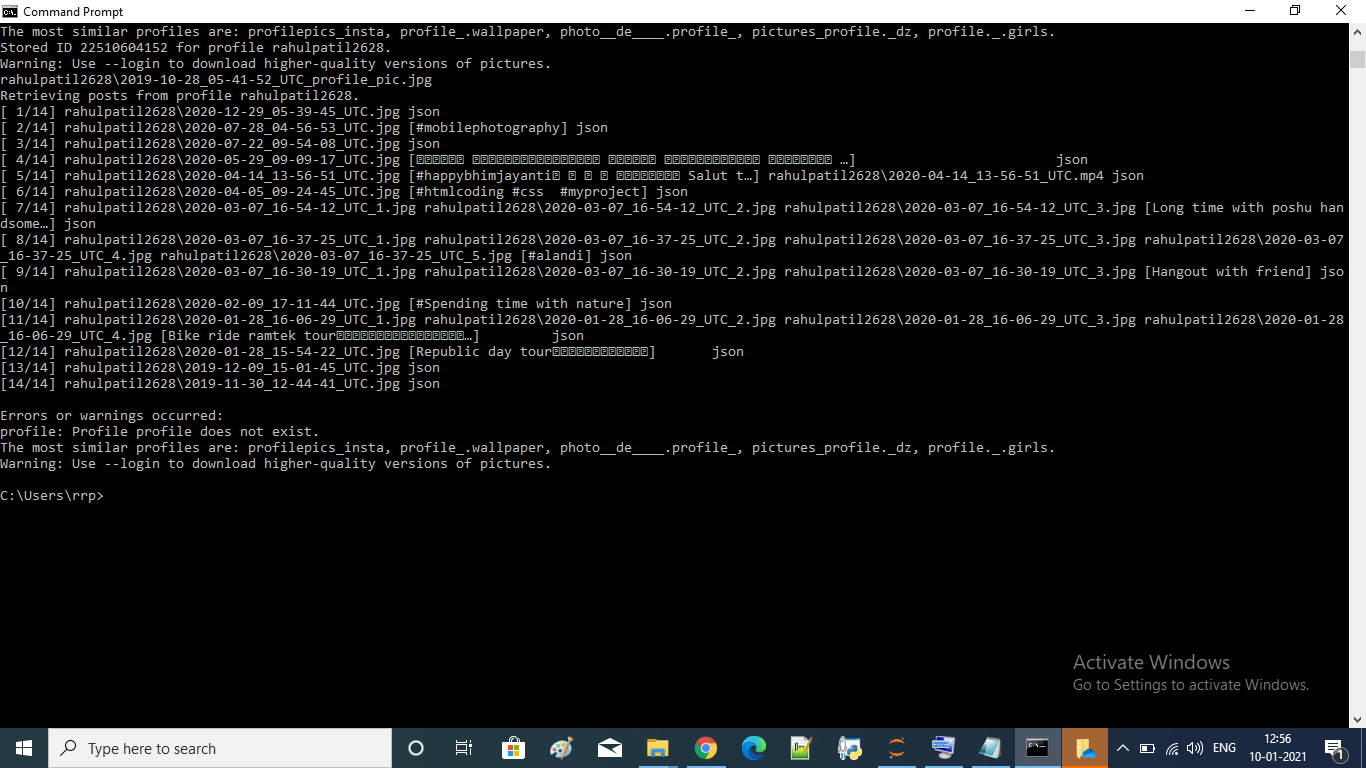 Command Prompt
The most similar profiles are: profilepics_insta, profile_.wallpaper, photo__de____.profile_, pictures_profile._dz, profile._.girls.
Stored ID 22510604152 for profile rahulpatil2628.
Warning: Use --login to download higher-quality versions of pictures.
rahulpatil2628\2019-10-28_05-41-52_UTC_profile_pic.jpg
Retrieving posts from profile rahulpatil2628.
[ 1/14] rahulpatil2628\2020-12-29_05-39-45_UTC.jpg json
[ 2/14] rahulpatil2628\2020-07-28_04-56-53_UTC.jpg [#mobilephotography] json
[ 3/14] rahulpatil2628\2020-07-22_09-54-08_UTC.jpg json
[ 4/14] rahulpatil2628\2020-05-29_09-09-17_UTC.jpg [ …] json
[ 5/14] rahulpatil2628\2020-04-14_13-56-51_UTC.jpg [#happybhimjayanti Salut t…] rahulpatil2628\2020-04-14_13-56-51_UTC.mp4 json
[ 6/14] rahulpatil2628\2020-04-05_09-24-45_UTC.jpg [#htmlcoding #css  #myproject] json
[ 7/14] rahulpatil2628\2020-03-07_16-54-12_UTC_1.jpg rahulpatil2628\2020-03-07_16-54-12_UTC_2.jpg rahulpatil2628\2020-03-07_16-54-12_UTC_3.jpg [Long time with poshu han
dsome…] json
[ 8/14] rahulpatil2628\2020-03-07_16-37-25_UTC_1.jpg rahulpatil2628\2020-03-07_16-37-25_UTC_2.jpg rahulpatil2628\2020-03-07_16-37-25_UTC_3.jpg rahulpatil2628\2020-03-07
_16-37-25_UTC_4.jpg rahulpatil2628\2020-03-07_16-37-25_UTC_5.jpg [#alandi] json
[ 9/14] rahulpatil2628\2020-03-07_16-30-19_UTC_1.jpg rahulpatil2628\2020-03-07_16-30-19_UTC_2.jpg rahulpatil2628\2020-03-07_16-30-19_UTC_3.jpg [Hangout with friend] jso
n
[10/14] rahulpatil2628\2020-02-09_17-11-44_UTC.jpg [#Spending time with nature] json
[11/14] rahulpatil2628\2020-01-28_16-06-29_UTC_1.jpg rahulpatil2628\2020-01-28_16-06-29_UTC_2.jpg rahulpatil2628\2020-01-28_16-06-29_UTC_3.jpg rahulpatil2628\2020-01-28
_16-06-29_UTC_4.jpg [Bike ride ramtek tour…] json
[12/14] rahulpatil2628\2020-01-28_15-54-22_UTC.jpg [Republic day tour] json
[13/14] rahulpatil2628\2019-12-09_15-01-45_UTC.jpg json
[14/14] rahulpatil2628\2019-11-30_12-44-41_UTC.jpg json
Errors or warnings occurred:
profile: Profile profile does not exist.
The most similar profiles are: profilepics_insta, profile_.wallpaper, photo__de____.profile_, pictures_profile._dz, profile._.girls.
Warning: Use --login to download higher-quality versions of pictures.
C:\Users\rrp>
Activate Windows
Go to Settings to activate Windows.
Type here to search
ENG
12:56
10-01-2021
1